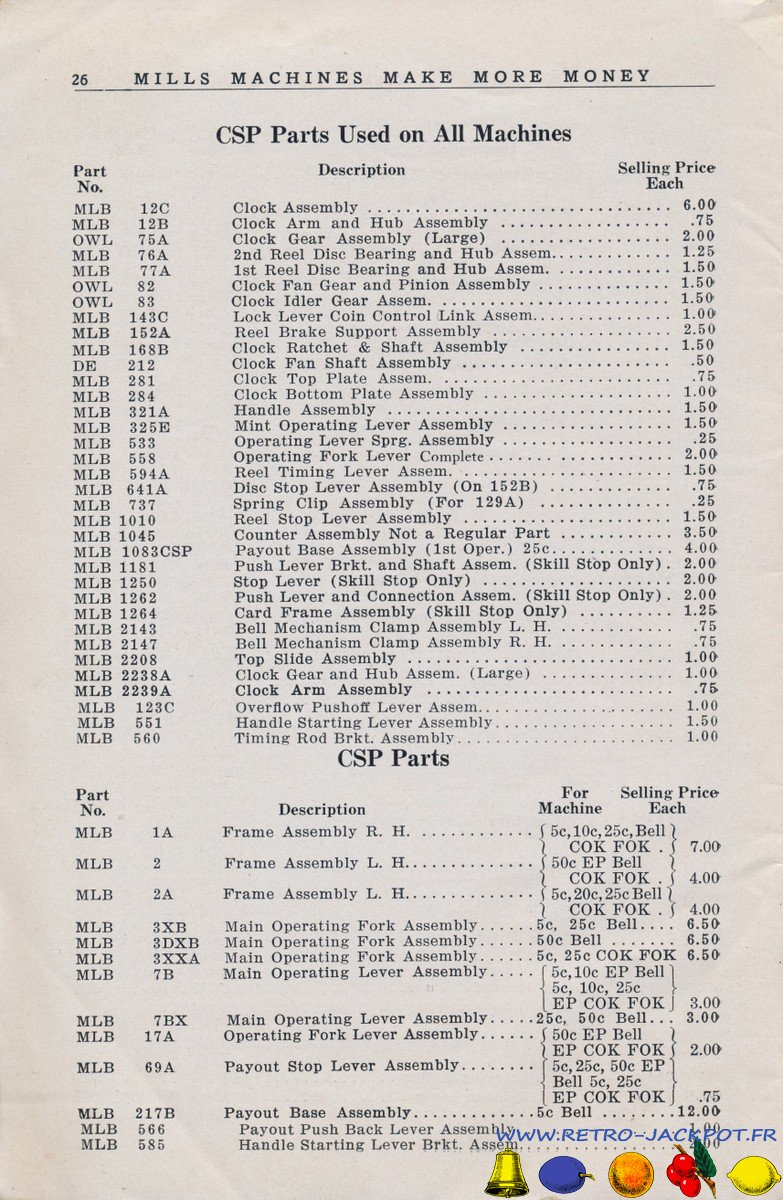 26 MILLS MACHINES MAKE MORE MONEY
CSP Parts Used on All Machines
Part Description Selling Price
No. Each
MLB 12C Clock Assembly ................................ 6.00
MLB 12B Clock Arm and Hub Assembly ................... .75
OWL 75A Clock Gear Assembly (Large) .................. 2.00
MLB 76A 2nd Reel Disc Bearing and Hub Assem............. 1.25
MLB 77A 1st Reel Disc Bearing and Hub Assem. ............. 1.50
OWL 82 Clock Fan Gear and Pinion Assembly ............... 1.50
OWL 83 Clock Idler Gear Assem. ........................ 1.50
MLB 143C Lock Lever Coin Control Link Assem............... 1.00
MLB 152A Reel Brake Support Assembly ................... 2.50
MLB 168B Clock Ratchet & Shaft Assembly ................ 1.50
DE 212 Clock Fan Shaft Assembly ...................... .50
MLB 281 Clock Top Plate Assem. ........................ .75
MLB 284 Clock Bottom Plate Assembly .................... 1.00
MLB 321A Handle Assembly .............................. 1.50
MLB 325E Mint Operating Lever Assembly .................. 1.50
MLB 533 Operating Lever Sprg. Assembly .................. .25
MLB 558 Operating Fork Lever Complete ................... 2.00
MLB 594A Reel Timing Lever Assem. ...................... 1.50
MLB 641A Disc Stop Lever Assembly (On 152B) ............. .75
MLB 737 Spring Clip Assembly (For 129A) .............. .25
MLB 1010 Reel Stop Lever Assembly ...................... 1.50
MLB 1045 Counter Assembly Not a Regular Part ............ 3.50
MLB 1083CSP Payout Base Assembly (1st Oper.) 25c............. 4.00
MLB 1181 Push Lever Brkt. and Shaft Assem. (Skill Stop Only) . 2.00
MLB 1250 Stop Lever (Skill Stop Only) .................... 2.00
MLB 1262 Push Lever and Connection Assem. (Skill Stop Only) . 2.00
MLB 1264 Card Frame Assembly (Skill Stop Only) .......... 1.25
MLB 2143 Bell Mechanism Clamp Assembly L. H. ............ .75
MLB 2147 Bell Mechanism Clamp Assembly R. H. ............ .75
MLB 2208 Top Slide Assembly ............................ 1.00
MLB 2238A Clock Gear and Hub Assem. (Large) .............. 1.00
MLB 2239A Clock Arm Assembly .......................... .75
MLB 123C Overflow Pushoff Lever Assem.................... 1.00
MLB 551 Handle Starting Lever Assembly................... 1.50
MLB 560 Timing Rod Brkt. Assembly....................... 1.00
CSP Parts
Part For Selling Price
No. Description Machine Each
MLB 1A Frame Assembly R. H. ............ 5c,10c,25c,Bell
COK FOK . 7.00
MLB 2 Frame Assembly L. H.............. 50c EP Bell
COK FOK . 4.00
MLB 2A Frame Assembly L. H.............. 5c,20c,25c Bell
COK FOK . 4.00
MLB 3XB Main Operating Fork Assembly......5c, 25c Bell.... 6.50
MLB 3DXB Main Operating Fork Assembly......50c Bell ....... 6.50
MLB 3XXA Main Operating Fork Assembly......5c, 25c COK FOK 6.50
MLB 7B Main Operating Lever Assembly..... 5c,10c EP Bell
5c, 10c, 25c
EP COK FOK 3.00
MLB 7BX Main Operating Lever Assembly.....25c, 50c Bell... 3.00
MLB 17A Operating Fork Lever Assembly...... 50c EP Bell
EP COK FOK 2.00
MLB 69A Payout Stop Lever Assembly........ 5c,25c, 50c EP
Bell 5c, 25c
EP COK FOK .75
MLB 217B Payout Base Assembly.............5c Bell ........12.00
MLB 566 Payout Push Back Lever Assembly 1.00
MLB 585 Handle Starting Lever Brkt. Assem.
WWW.RETRO-JACKPOT.FR